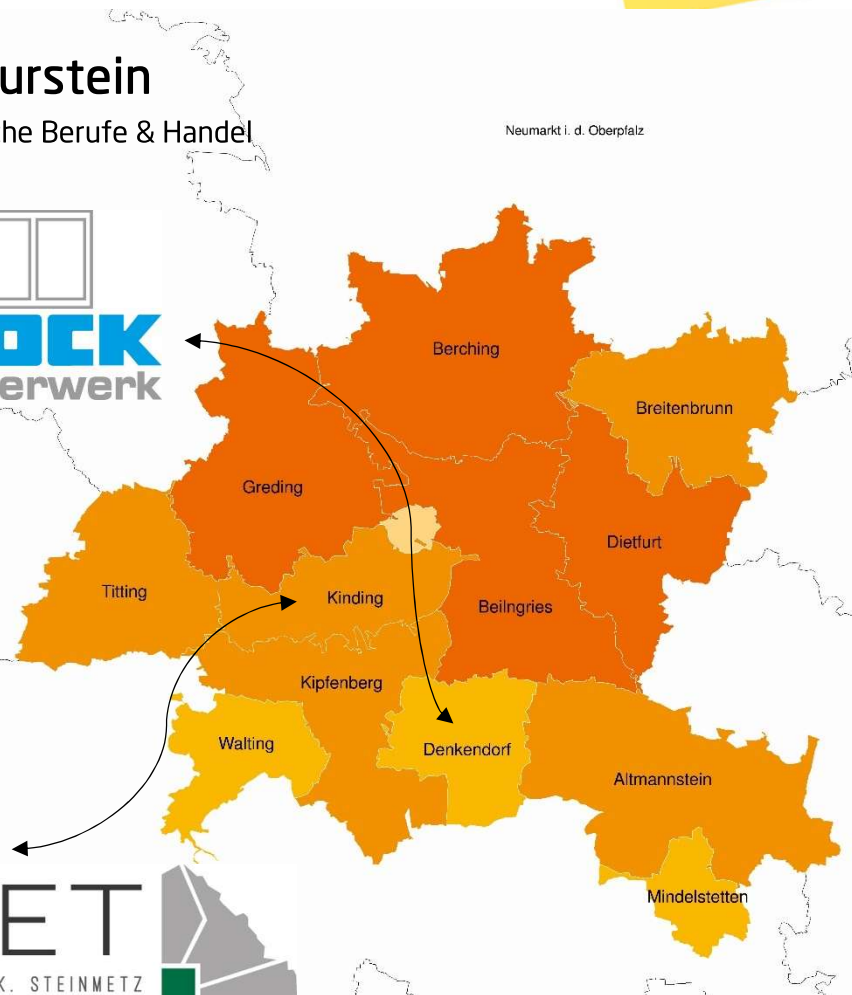 urstein
che Berufe & Handel
Neumarkt i. d. Oberpfalz
OCK
erwerk
Berching
Breitenbrunn
Greding
Dietfurt
Titting
Kinding
Beilngries
Kipfenberg
Walting
Denkendorf
Altmannstein
Mindelstetten
ET
K. STEINMETZ